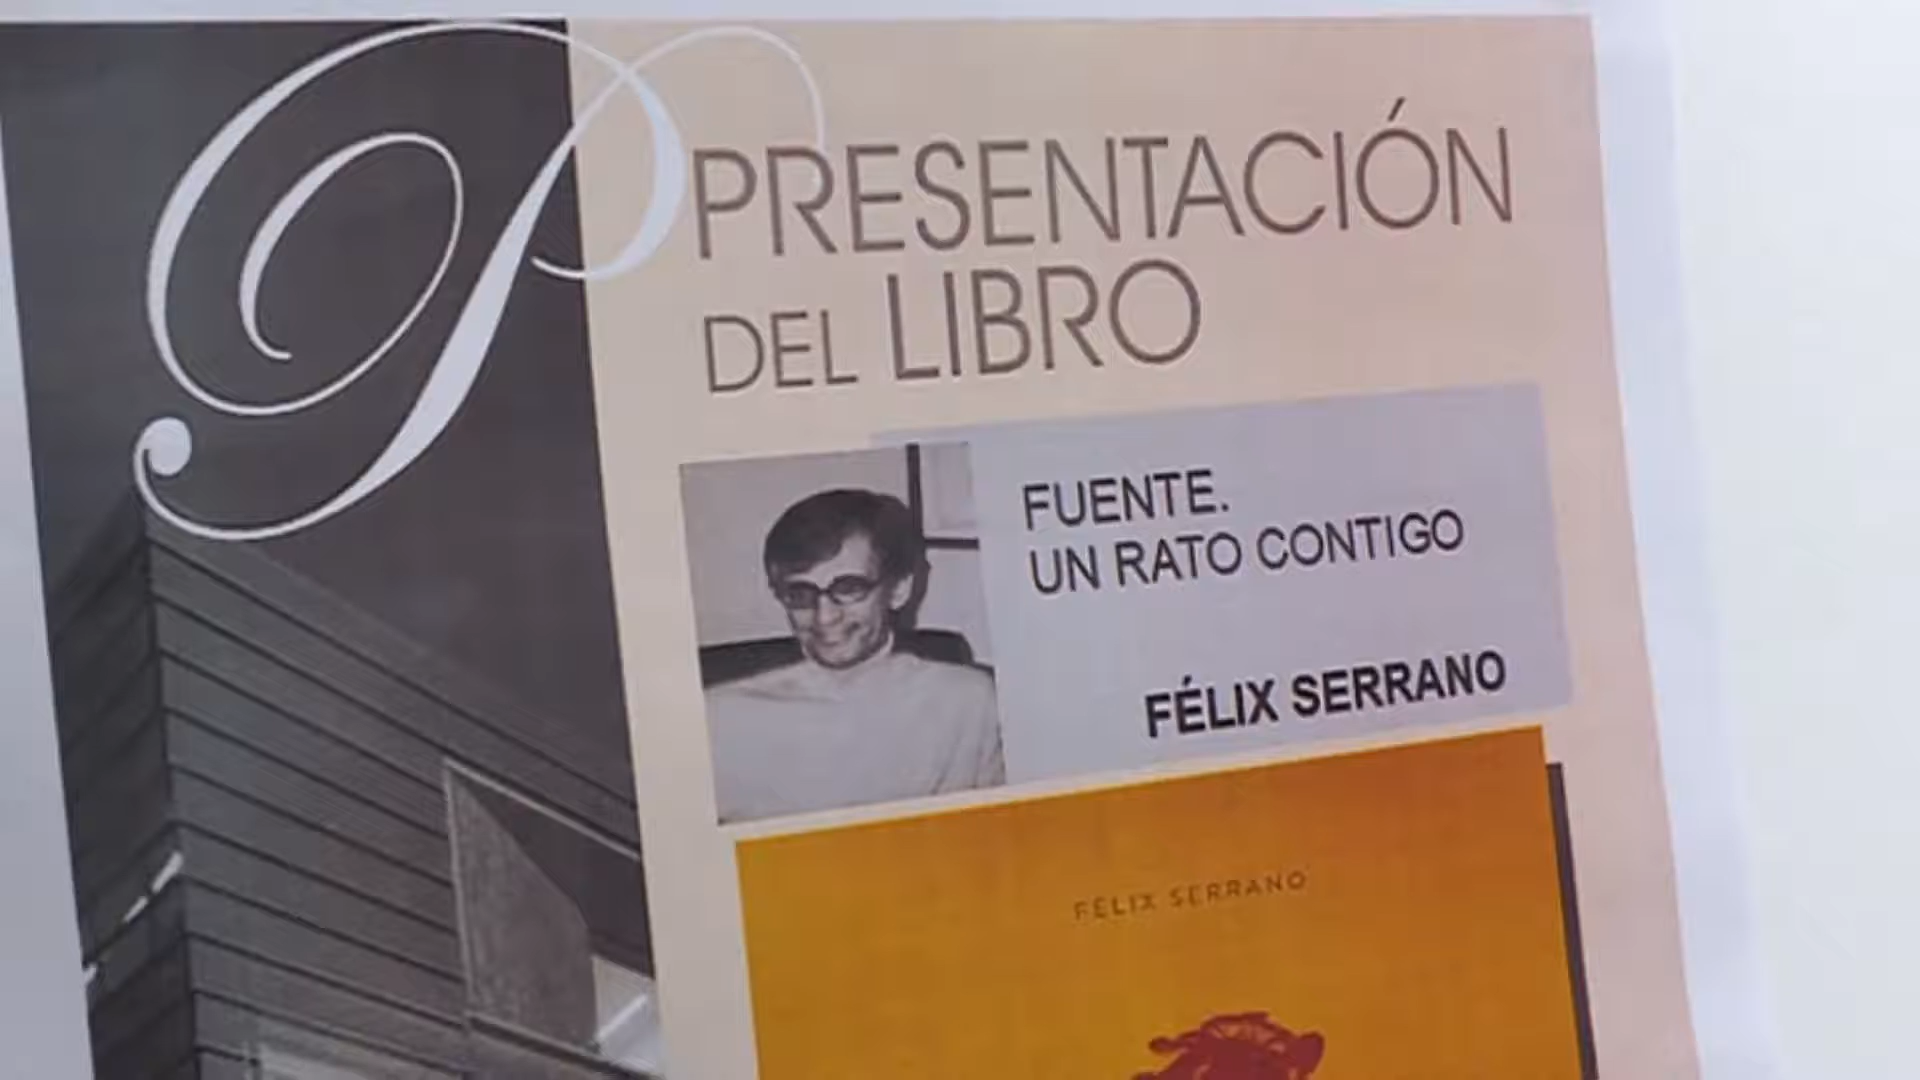 P
PRESENTACIÓN
DEL LIBRO
FUENTE.
UN RATO CONTIGO
FÉLIX SERRANO
FÉLIX SERRANO